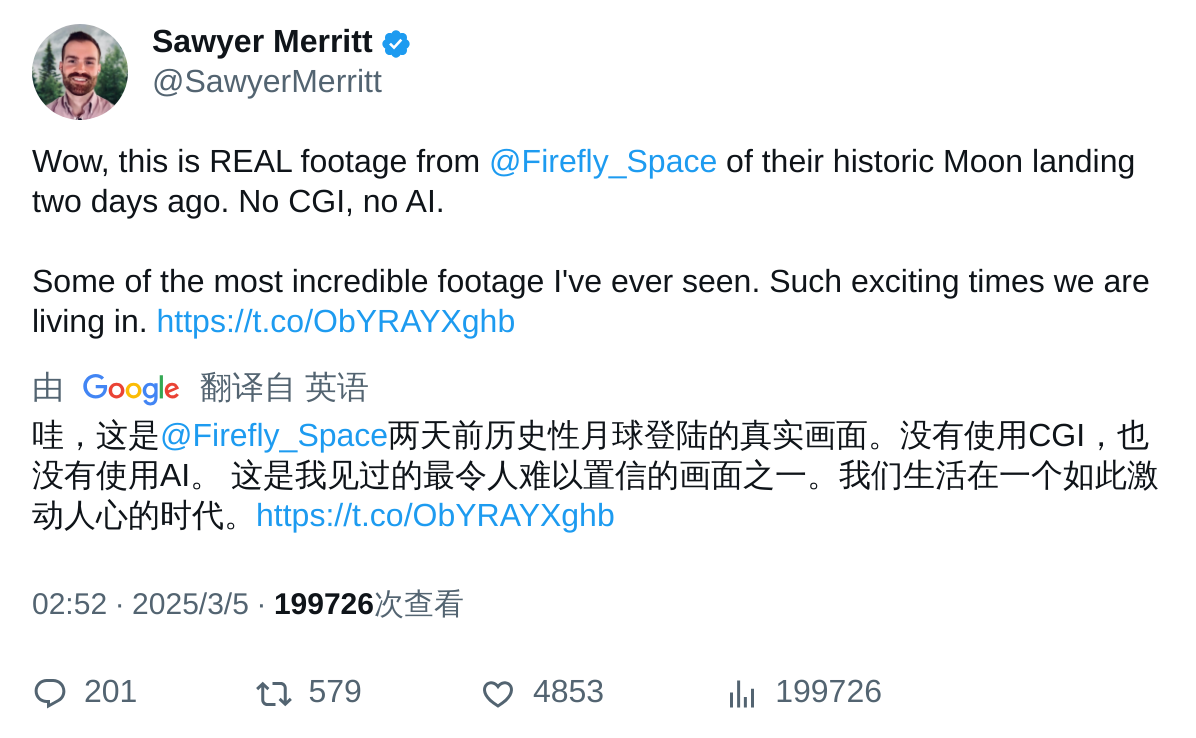 Sawyer Merritt
@SawyerMerritt
Wow, this is REAL footage from @Firefly_Space of their historic Moon landing
two days ago. No CGI, no AI.
Some of the most incredible footage I've ever seen. Such exciting times we are
living in. https://t.co/ObYRAYXghb
由 Google 翻译自 英语
哇，这是@Firefly_Space两天前历史性月球登陆的真实画面。没有使用CGI，也
没有使用AI。 这是我见过的最令人难以置信的画面之一。我们生活在一个如此激
动人心的时代。https://t.co/ObYRAYXghb
02:52 · 2025/3/5 · 199726次查看
201 579 4853 199726